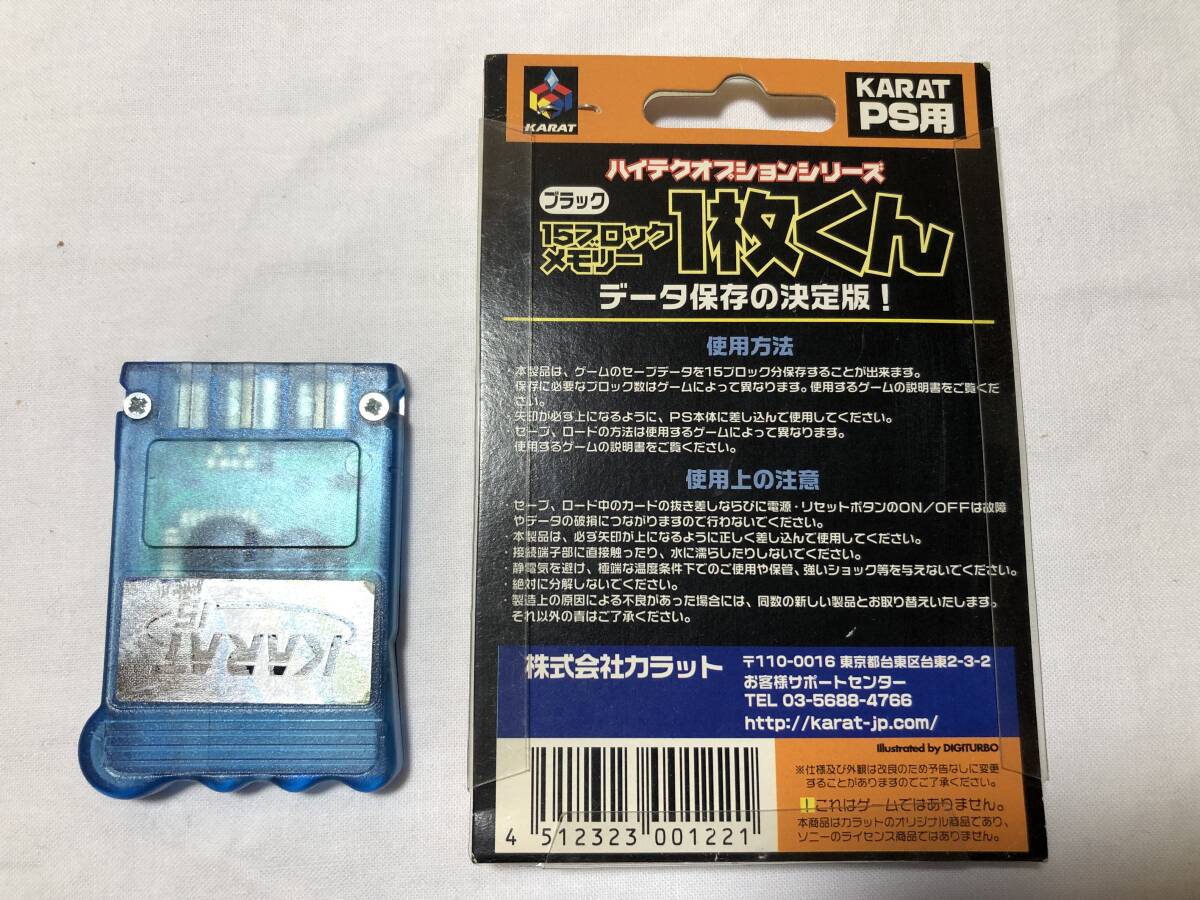 KARAT
KARAT
PS用
ハイテクオプションシリーズ
ブラック
15ブロック
メモリー
1枚くん
データ保存の決定版！
使用方法
本製品は、ゲームのセーブデータを15ブロック分保存することが出来ます。
保存に必要なブロック数はゲームによって異なります。使用するゲームの説明書をご覧くだ
さい。
矢印が必ず上になるように、PS本体に差し込んで使用してください。
セーブ、ロードの方法は使用するゲームによって異なります。
使用するゲームの説明書をご覧ください。
使用上の注意
・セーブ、ロード中のカードの抜き差しならびに電源・リセットボタンのON／OFFは故障
やデータの破損につながりますので行わないでください。
・本製品は、必ず矢印が上になるように正しく差し込んで使用してください。
・接続端子部に直接触ったり、水に濡らしたりしないでください。
・静電気を避け、極端な温度条件下でのご使用や保管、強いショック等を与えないでください。
・絶対に分解しないでください。
・製造上の原因による不良があった場合には、同数の新しい製品とお取り替えいたします。
それ以外の責はご了承ください。
株式会社カラット
〒110-0016 東京都台東区台東2-3-2
お客様サポートセンター
TEL 03-5688-4766
http://karat-jp.com/
Illustrated by DIGITURBO
※仕様及び外観は改良のため予告なしに変更
することがありますのでご了承ください。
！これはゲームではありません。
本商品はカラットのオリジナル商品であり、
ソニーのライセンス商品ではありません。
4 512323 001221
KARAT
15